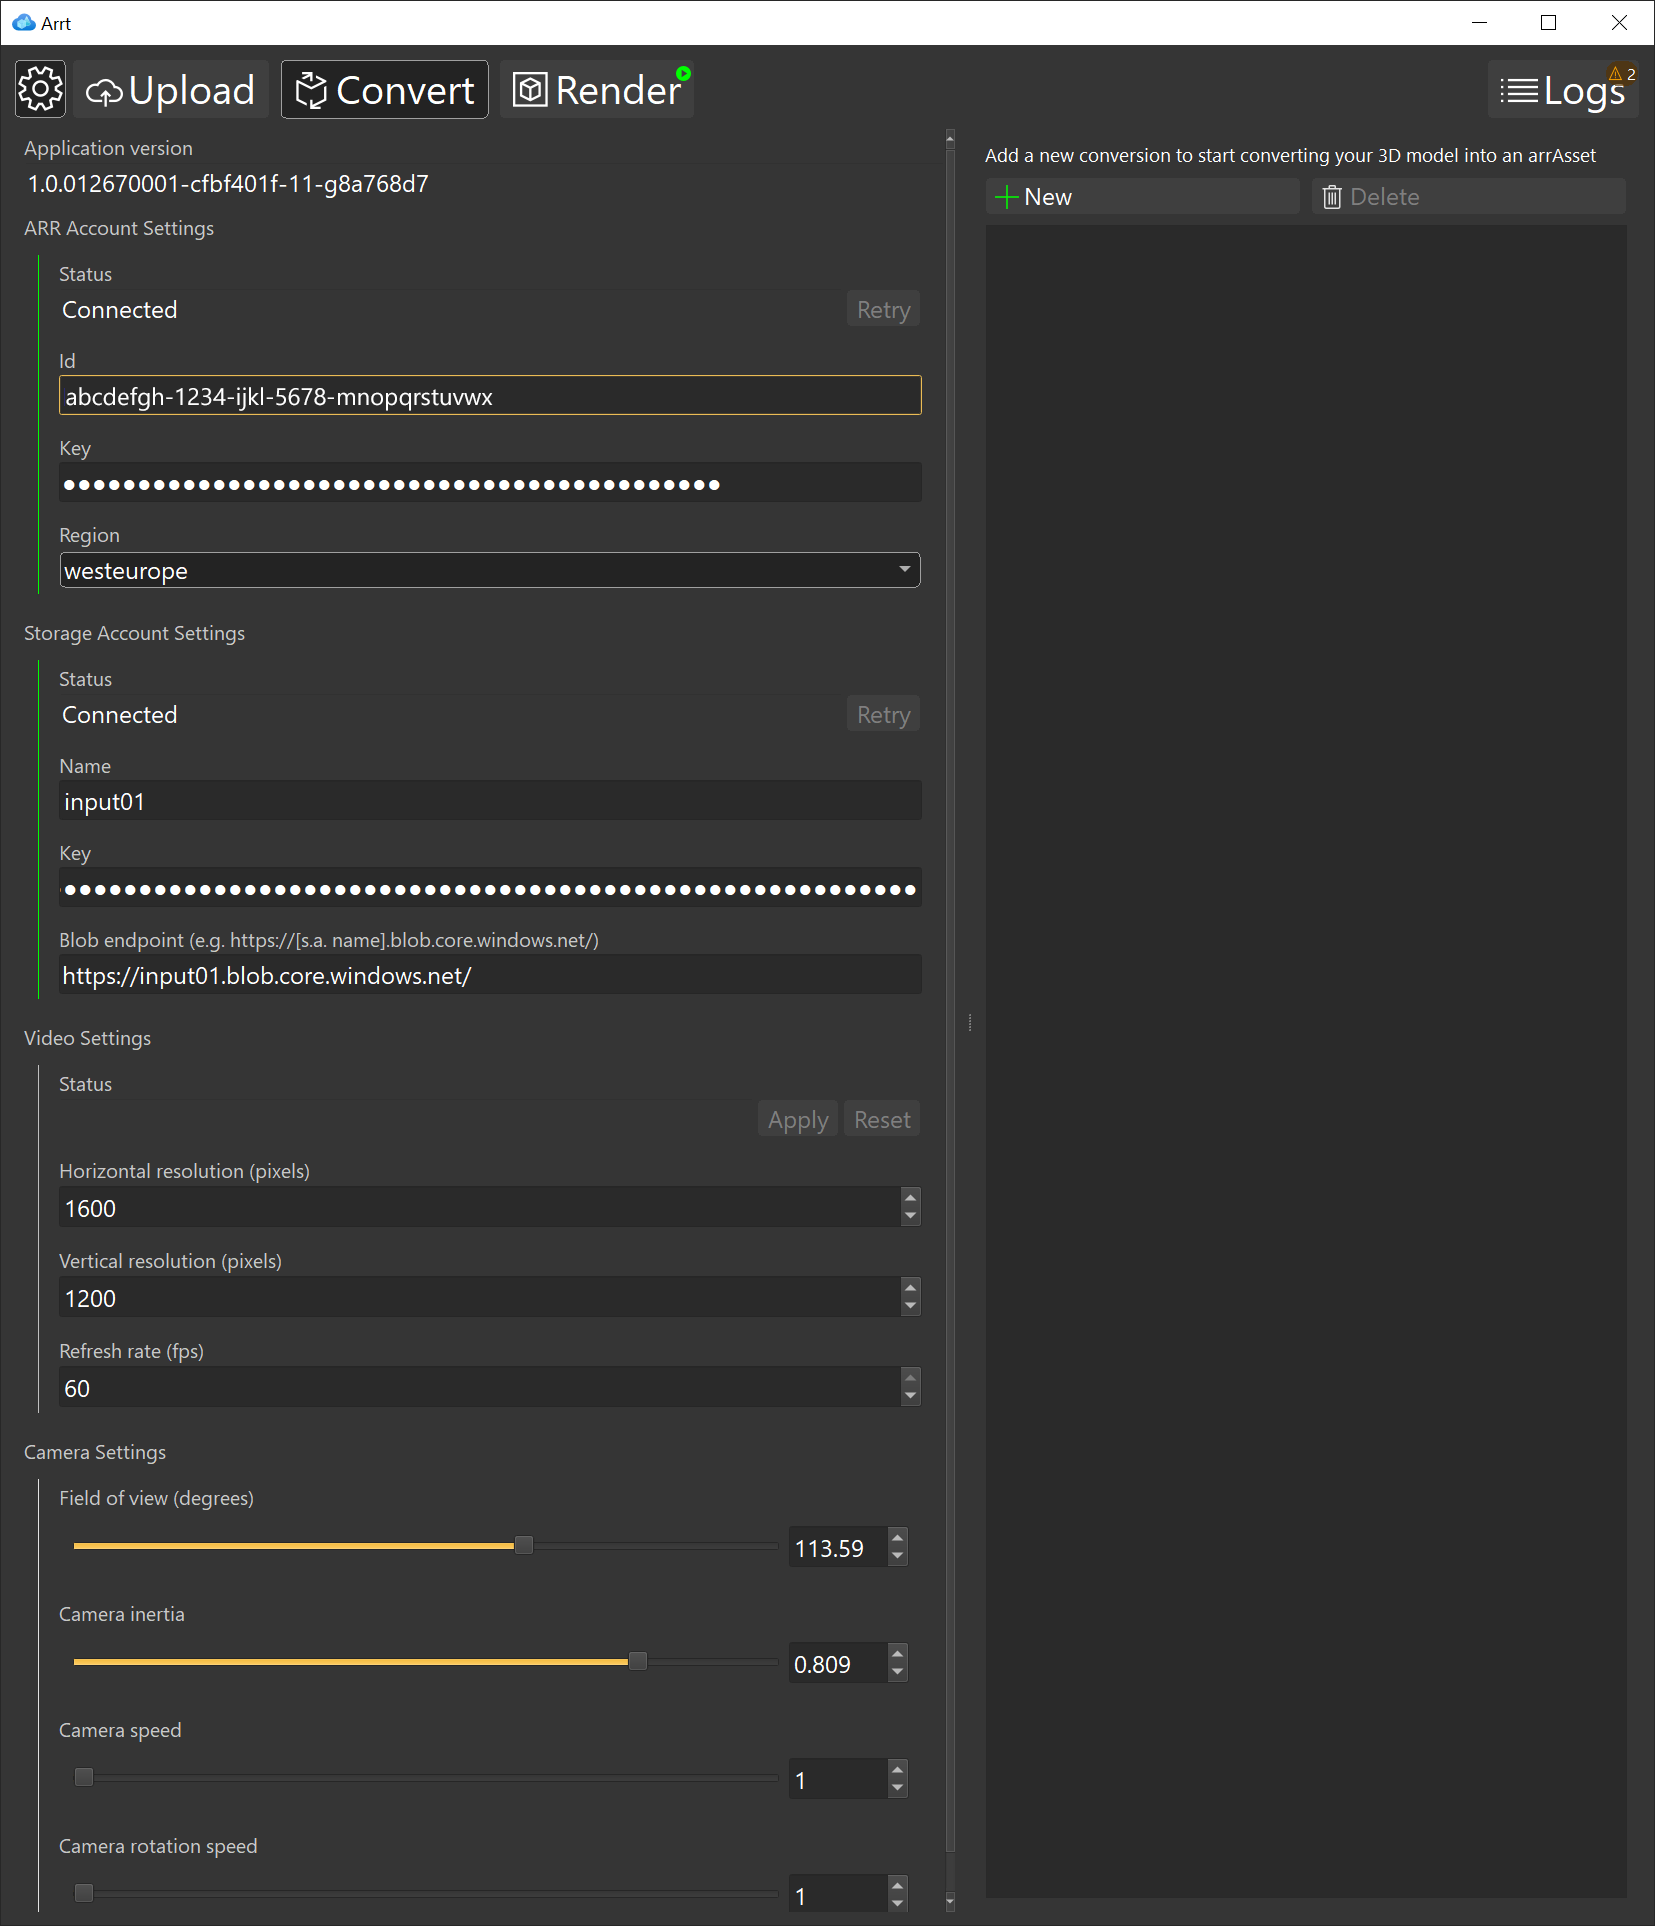 Arrt
Upload
Convert
Render
Logs
2
Application version
1.0.012670001-cfbf401f-11-g8a768d7
ARR Account Settings
Status
Connected
Retry
Id
abcdefgh-1234-ijkl-5678-mnopqrstuvwx
Key
●●●●●●●●●●●●●●●●●●●●●●●●●●●●●●●●●●●●●●●●●●●●
Region
westeurope
Storage Account Settings
Status
Connected
Retry
Name
input01
Key
●●●●●●●●●●●●●●●●●●●●●●●●●●●●●●●●●●●●●●●●●●●●●●●●●●●●●●●●●
Blob endpoint (e.g. https://[s.a. name].blob.core.windows.net/)
https://input01.blob.core.windows.net/
Video Settings
Status
Apply
Reset
Horizontal resolution (pixels)
1600
Vertical resolution (pixels)
1200
Refresh rate (fps)
60
Camera Settings
Field of view (degrees)
113.59
Camera inertia
0.809
Camera speed
1
Camera rotation speed
1
Add a new conversion to start converting your 3D model into an arrAsset
New
Delete